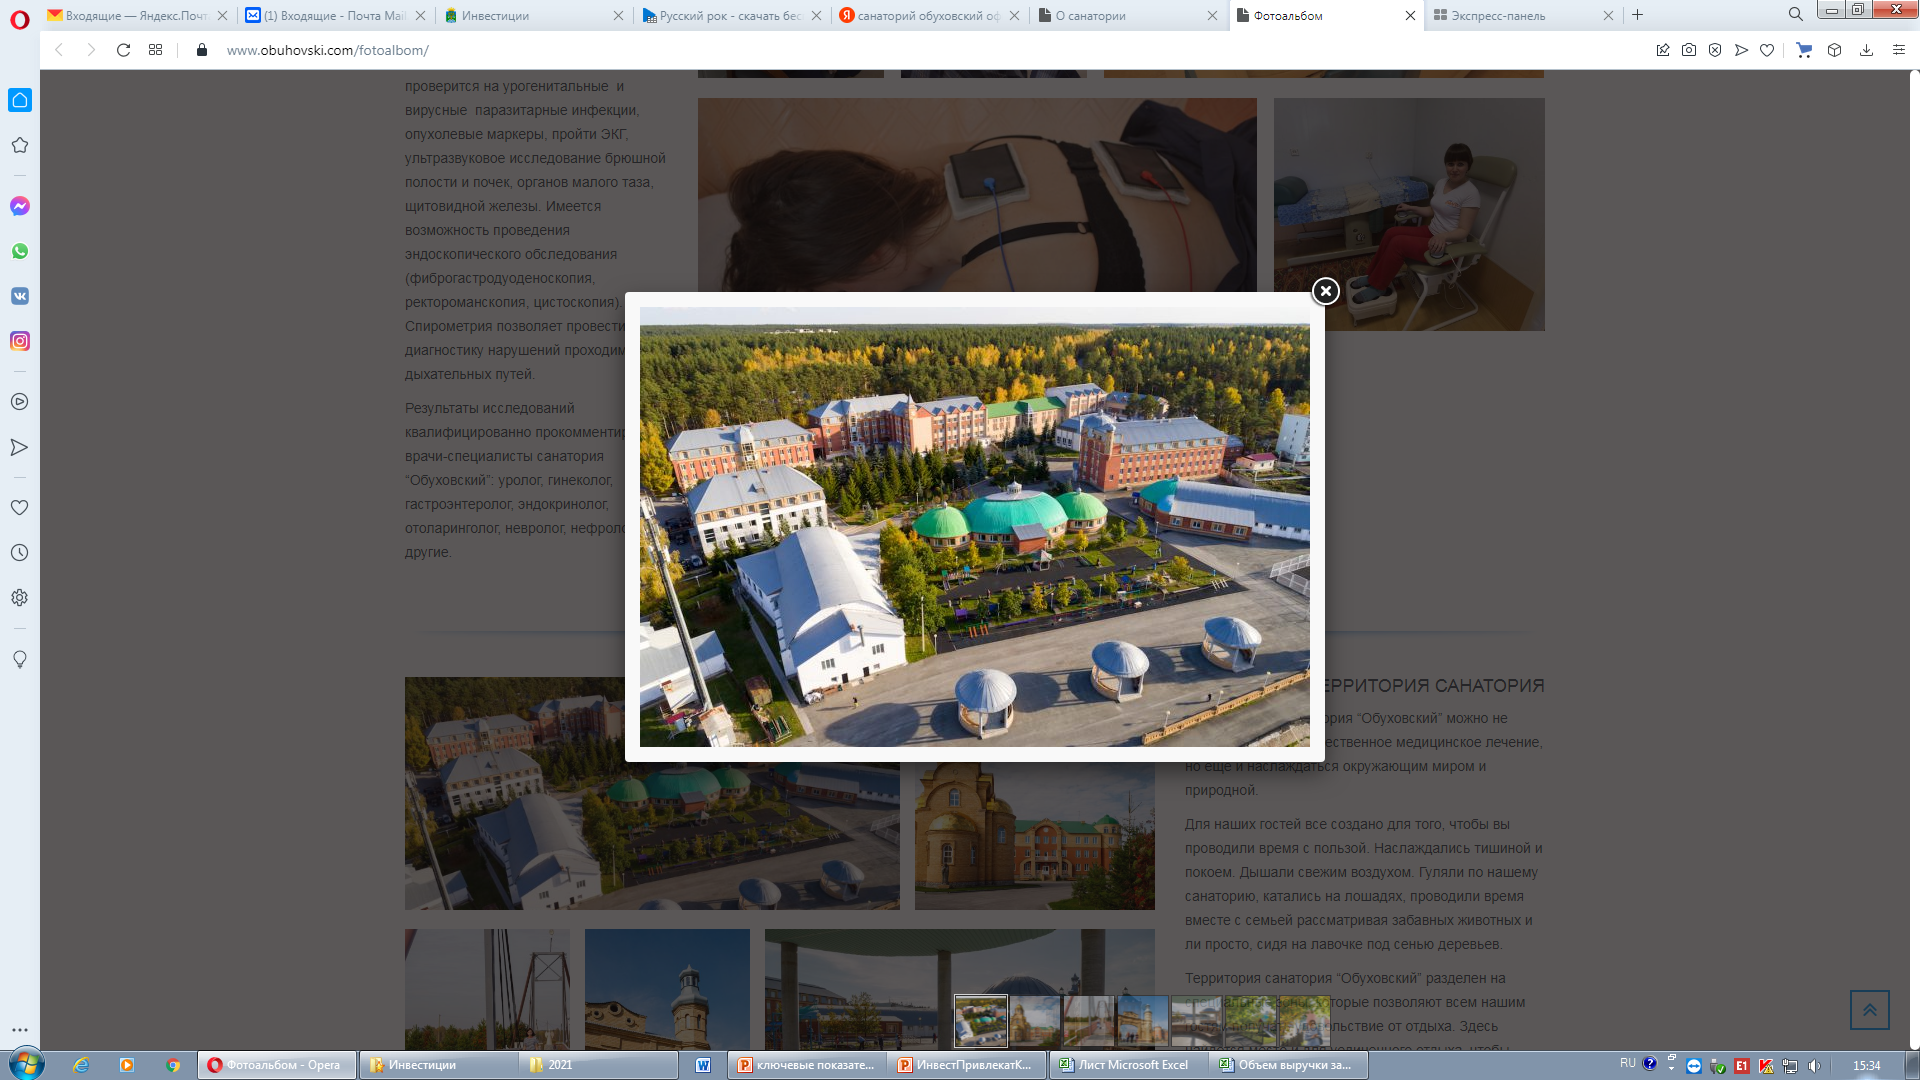 Входящие — Яндекс.Почт
(1) Входящие - Почта Mail
Инвестиции
Русский рок - скачать бес
санаторий обуховский оф
О санатории
Фотоальбом
Экспресс-панель
www.obuhovski.com/fotoalbom/
проверится на урогенитальные и
вирусные паразитарные инфекции,
опухолевые маркеры, пройти ЭКГ,
ультразвуковое исследование брюшной
полости и почек, органов малого таза,
щитовидной железы. Имеется
возможность проведения
эндоскопического обследования
(фиброгастродуоденоскопия,
ректороманскопия, цистоскопия).
Спирометрия позволяет провести
диагностику нарушений проходим
дыхательных путей.
Результаты исследований
квалифицированно прокомментир
врачи-специалисты санатория
“Обуховский”: уролог, гинеколог,
гастроэнтеролог, эндокринолог,
отоларинголог, невролог, нефроло
другие.
ЕРРИТОРИЯ САНАТОРИЯ
ория “Обуховский” можно не
ественное медицинское лечение,
но еще и наслаждаться окружающим миром и
природной.
Для наших гостей все создано для того, чтобы вы
проводили время с пользой. Наслаждались тишиной и
покоем. Дышали свежим воздухом. Гуляли по нашему
санаторию, катались на лошадях, проводили время
вместе с семьей рассматривая забавных животных и
ли просто, сидя на лавочке под сенью деревьев.
Территория санатория “Обуховский” разделен на
которые позволяют всем нашим
от отдыха. Здесь
Фотоальбом - Opera
Инвестиции
2021
ключевые показате...
ИнвестПривлекатК...
Лист Microsoft Excel
Объем выручки за...
RU
15:34